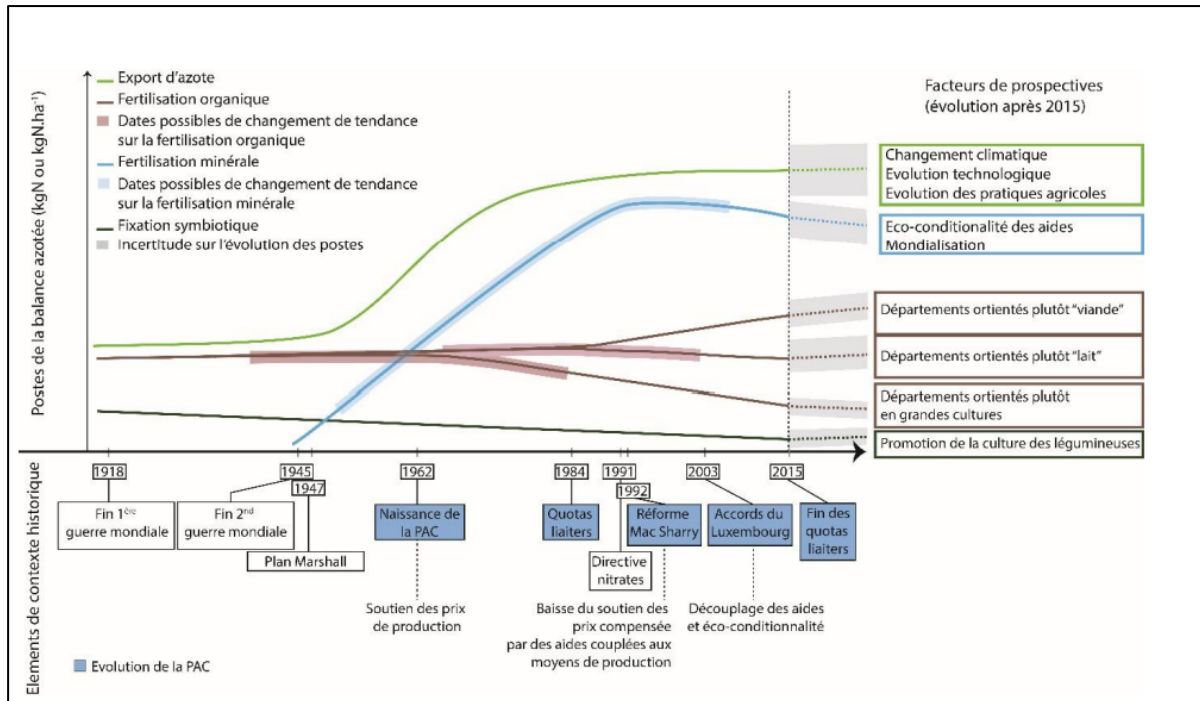 Postes de la balance azotée (kgN ou kgN.ha⁻¹)
Export d'azote
Fertilisation organique
Dates possibles de changement de tendance
sur la fertilisation organique
Fertilisation minérale
Dates possibles de changement de tendance
sur la fertilisation minérale
Fixation symbiotique
Incertitude sur l'évolution des postes
Facteurs de prospectives
(évolution après 2015)
Changement climatique
Evolution technologique
Evolution des pratiques agricoles
Eco-conditionalité des aides
Mondialisation
Départements ortientés plutôt "viande"
Départements ortientés plutôt "lait"
Départements ortientés plutôt
en grandes cultures
Promotion de la culture des légumineuses
Elements de contexte historique
1918
1945
1947
1962
1984
1991
1992
2003
2015
Fin 1ère
guerre mondiale
Fin 2nd
guerre mondiale
Plan Marshall
Naissance de
la PAC
Quotas
liaiters
Directive
nitrates
Réforme
Mac Sharry
Accords du
Luxembourg
Fin des
quotas
liaiters
Soutien des prix
de production
Baisse du soutien des
prix compensée
par des aides couplées aux
moyens de production
Découplage des aides
et éco-conditionnalité
Evolution de la PAC